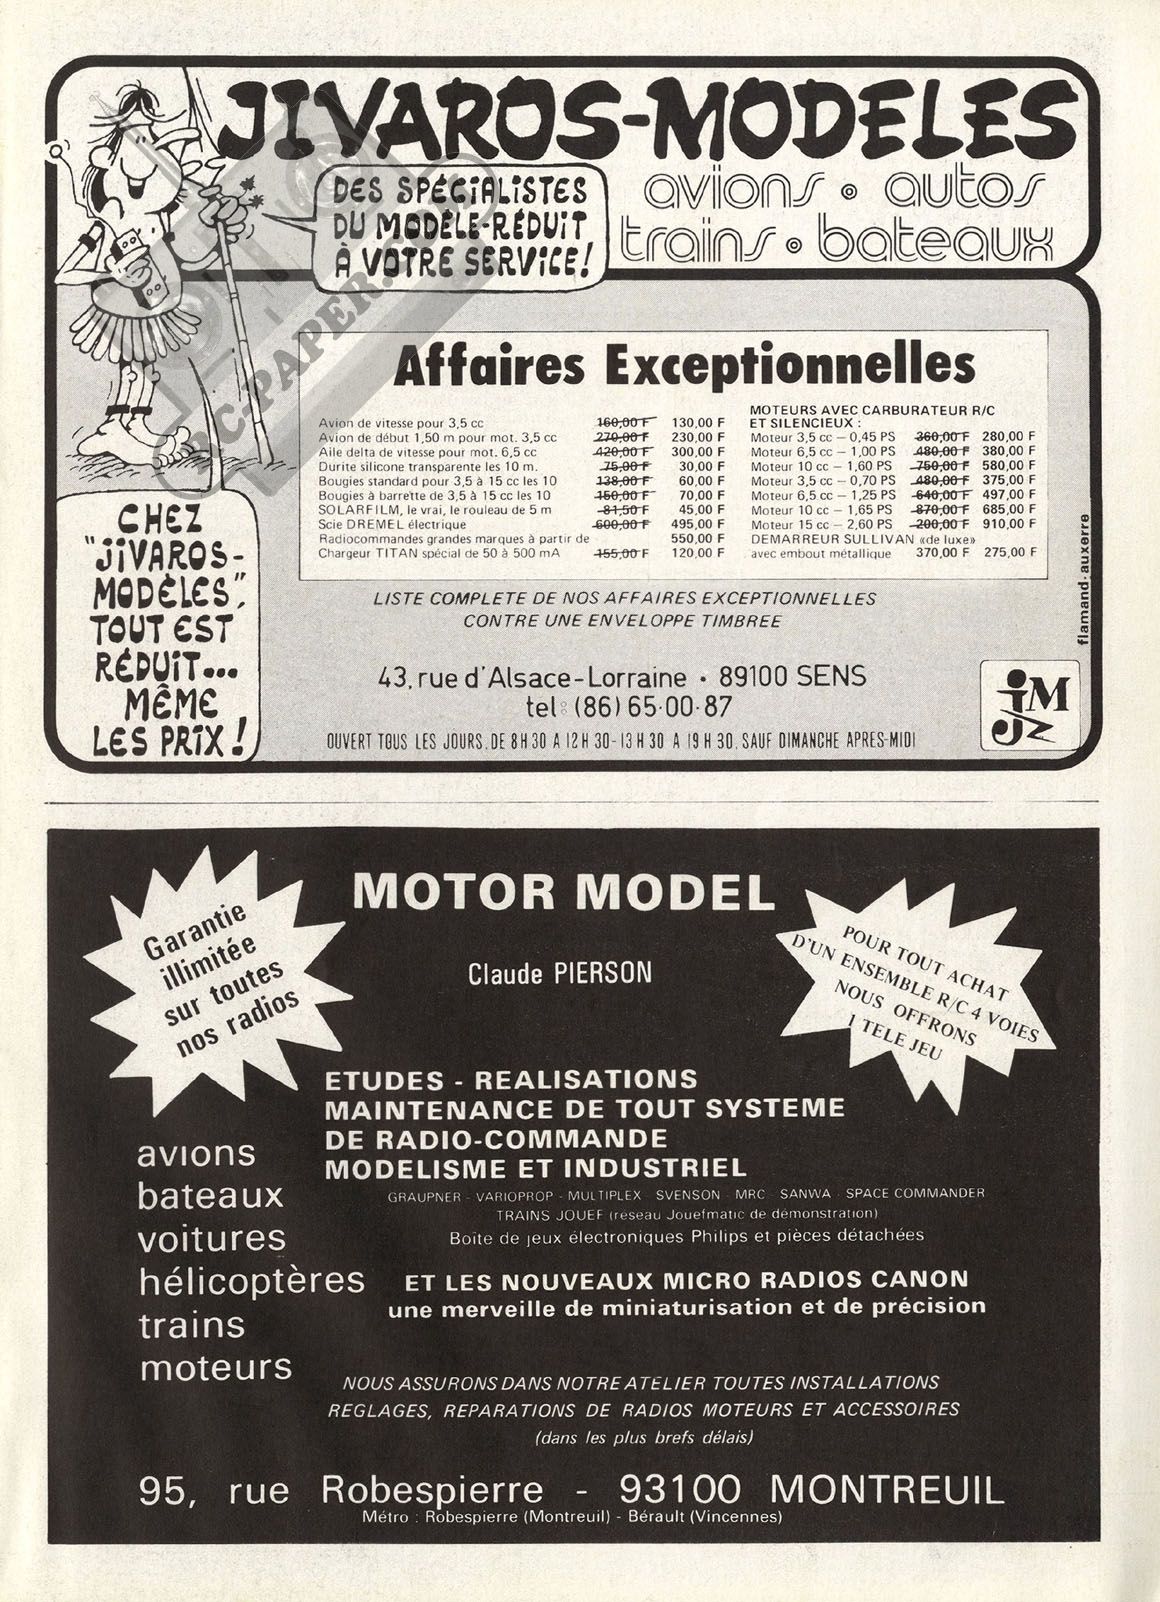 JIVAROS-MODELES
avions • autos
trains • bateaux
DES SPÉCIALISTES
DU MODÈLE-RÉDUIT
À VOTRE SERVICE!
RC-PAPER.COM
Affaires Exceptionnelles
Avion de vitesse pour 3,5 cc 160,00 F 130,00 F
Avion de début 1,50 m pour mot. 3,5 cc 270,00 F 230,00 F
Aile delta de vitesse pour mot. 6,5 cc 420,00 F 300,00 F
Durite silicone transparente les 10 m. 75,00 F 30,00 F
Bougies standard pour 3,5 à 15 cc les 10 138,00 F 60,00 F
Bougies à barrette de 3,5 à 15 cc les 10 150,00 F 70,00 F
SOLARFILM, le vrai, le rouleau de 5 m 81,50 F 45,00 F
Scie DREMEL électrique 600,00 F 495,00 F
Radiocommandes grandes marques à partir de 550,00 F
Chargeur TITAN spécial de 50 à 500 mA 155,00 F 120,00 F
MOTEURS AVEC CARBURATEUR R/C
ET SILENCIEUX :
Moteur 3,5 cc – 0,45 PS 360,00 F 280,00 F
Moteur 6,5 cc – 1,00 PS 480,00 F 380,00 F
Moteur 10 cc – 1,60 PS 750,00 F 580,00 F
Moteur 3,5 cc – 0,70 PS 480,00 F 375,00 F
Moteur 6,5 cc – 1,25 PS 640,00 F 497,00 F
Moteur 10 cc – 1,65 PS 870,00 F 685,00 F
Moteur 15 cc – 2,60 PS 200,00 F 910,00 F
DEMARREUR SULLIVAN «de luxe»
avec embout métallique 370,00 F 275,00 F
flamand·auxerre
CHEZ
"JIVAROS-
MODÈLES",
TOUT EST
RÉDUIT...
MÊME
LES PRIX!
LISTE COMPLETE DE NOS AFFAIRES EXCEPTIONNELLES
CONTRE UNE ENVELOPPE TIMBREE
43, rue d'Alsace-Lorraine • 89100 SENS
tel: (86) 65·00·87
OUVERT TOUS LES JOURS. DE 8H30 A 12H30-13H30 A 19H30, SAUF DIMANCHE APRES-MIDI
jM
JZ
MOTOR MODEL
Claude PIERSON
Garantie
illimitée
sur toutes
nos radios
POUR TOUT ACHAT
D'UN ENSEMBLE R/C 4 VOIES
NOUS OFFRONS
1 TELE JEU
ETUDES - REALISATIONS
MAINTENANCE DE TOUT SYSTEME
DE RADIO-COMMANDE
MODELISME ET INDUSTRIEL
GRAUPNER - VARIOPROP - MULTIPLEX - SVENSON - MRC - SANWA - SPACE COMMANDER
TRAINS JOUEF (réseau Jouefmatic de démonstration)
Boite de jeux électroniques Philips et pièces détachées
avions
bateaux
voitures
hélicoptères
trains
moteurs
ET LES NOUVEAUX MICRO RADIOS CANON
une merveille de miniaturisation et de précision
NOUS ASSURONS DANS NOTRE ATELIER TOUTES INSTALLATIONS
REGLAGES, REPARATIONS DE RADIOS MOTEURS ET ACCESSOIRES
(dans les plus brefs délais)
95, rue Robespierre - 93100 MONTREUIL
Métro : Robespierre (Montreuil) - Bérault (Vincennes)